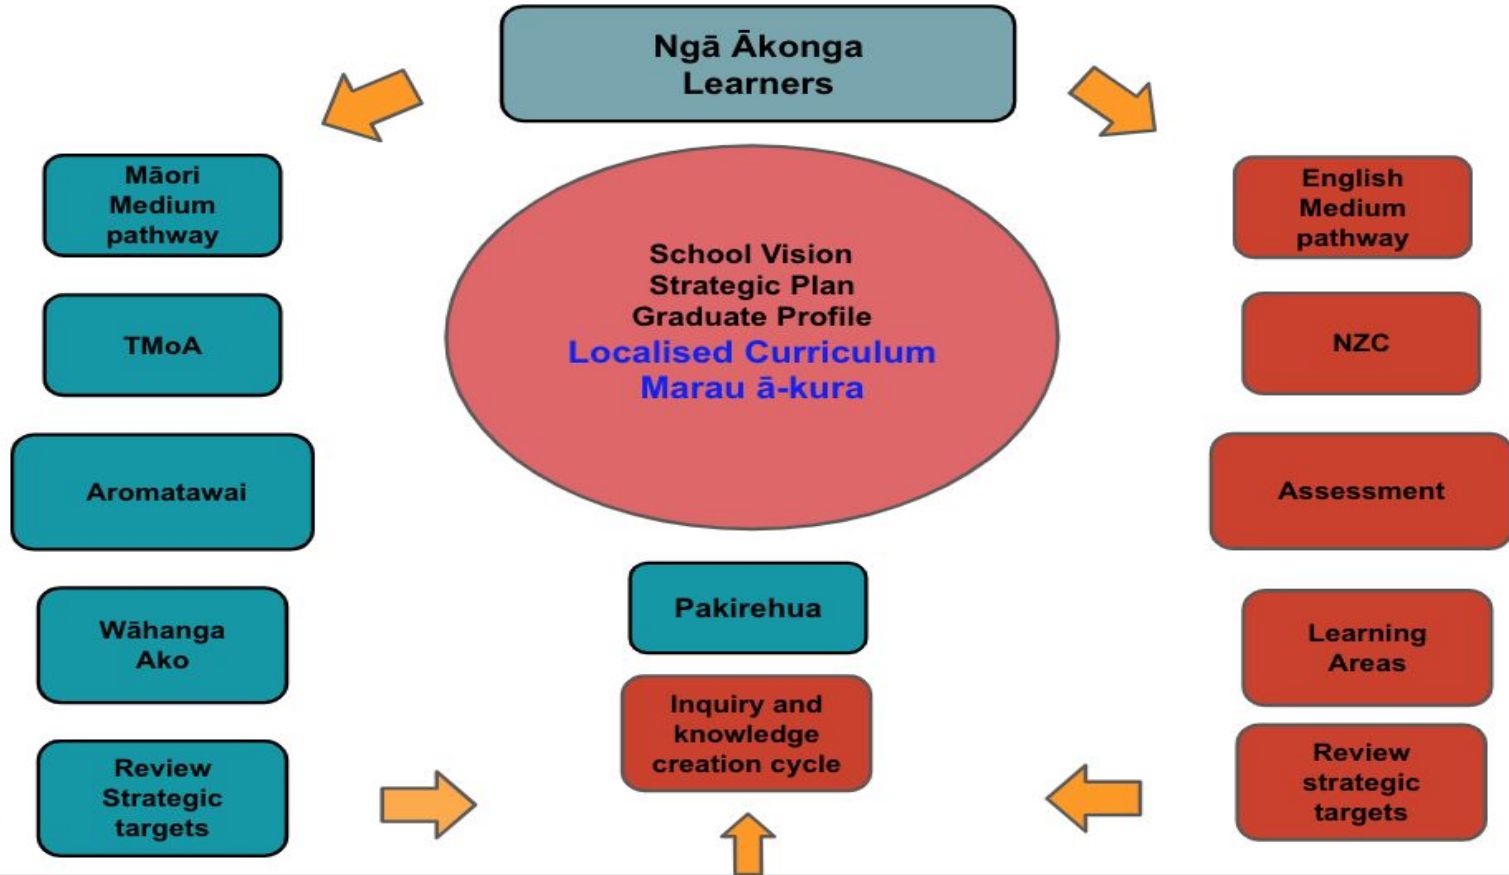 Ngā Ākonga
Learners
Māori
Medium
pathway
TMoA
Aromatawai
Wāhanga
Ako
Review
Strategic
targets
School Vision
Strategic Plan
Graduate Profile
Localised Curriculum
Marau ā-kura
Pakirehua
Inquiry and
knowledge
creation cycle
English
Medium
pathway
NZC
Assessment
Learning
Areas
Review
strategic
targets